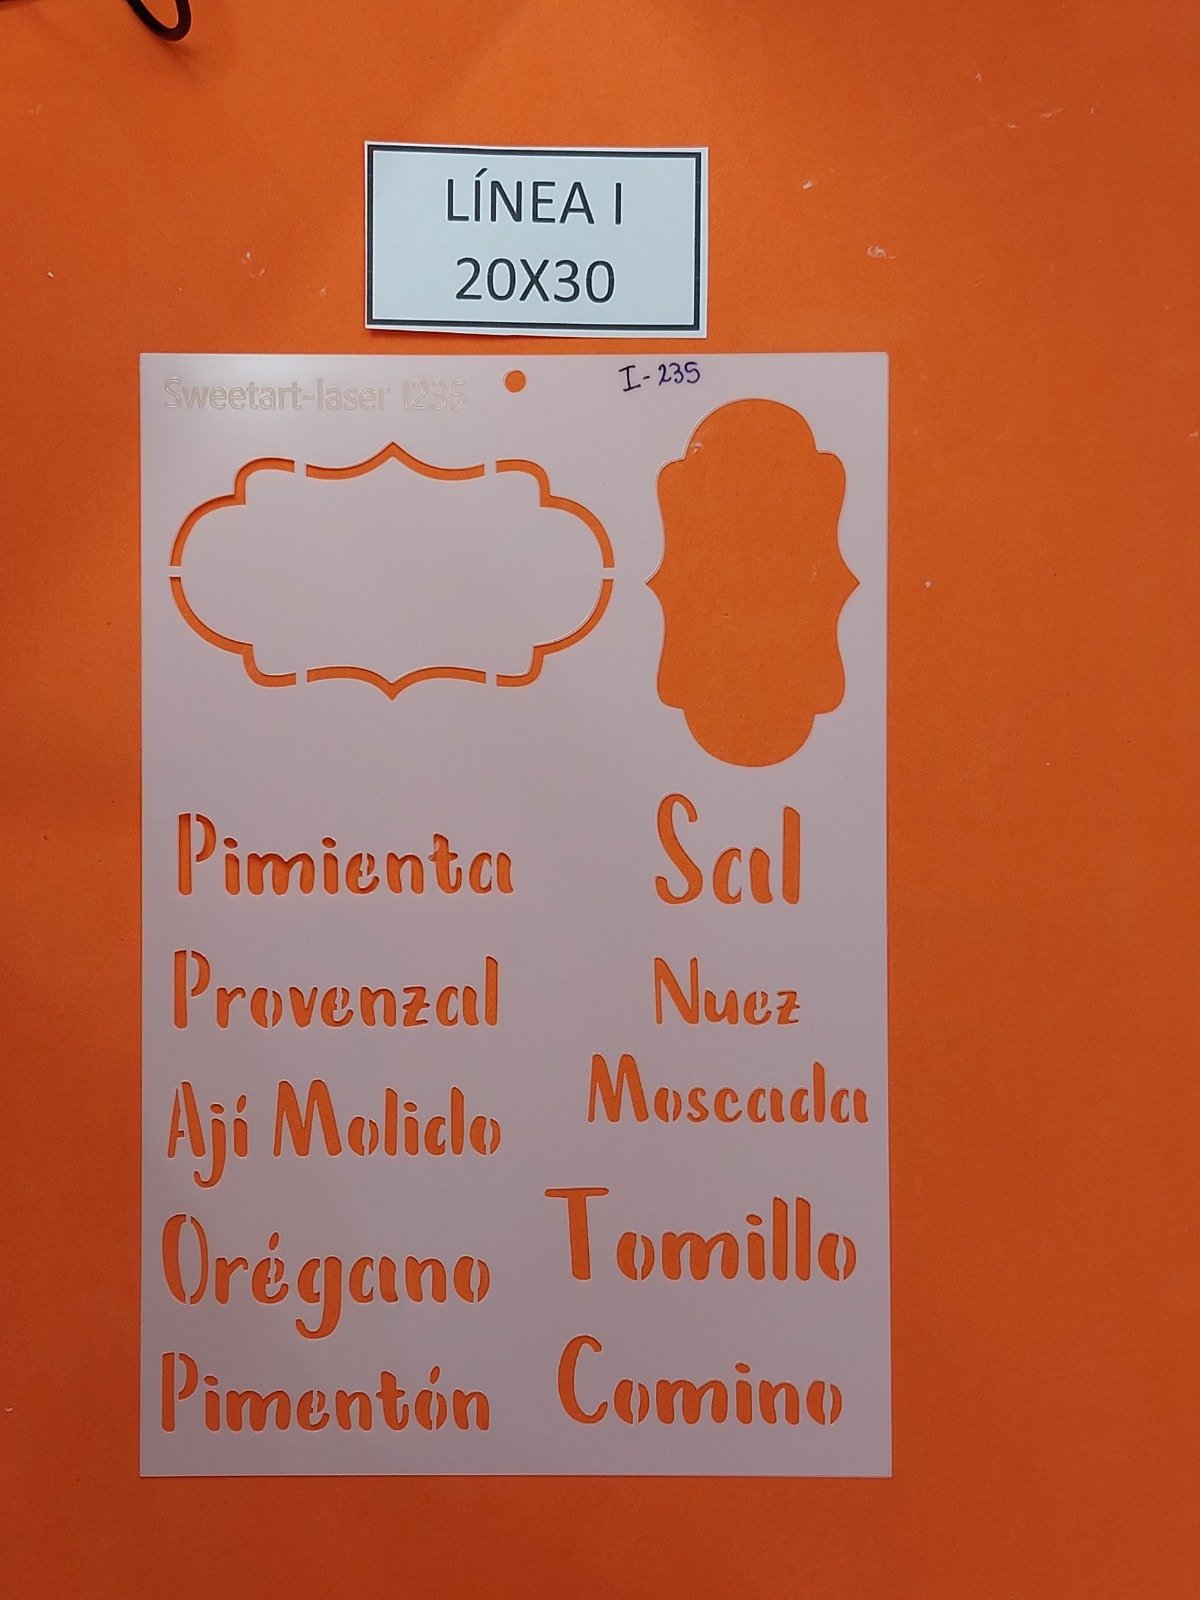 LÍNEA I
20X30
Sweetart-laser I235
I-235
Pimienta
Sal
Provenzal
Nuez
Moscada
Ají Molido
Orégano
Tomillo
Pimentón
Comino